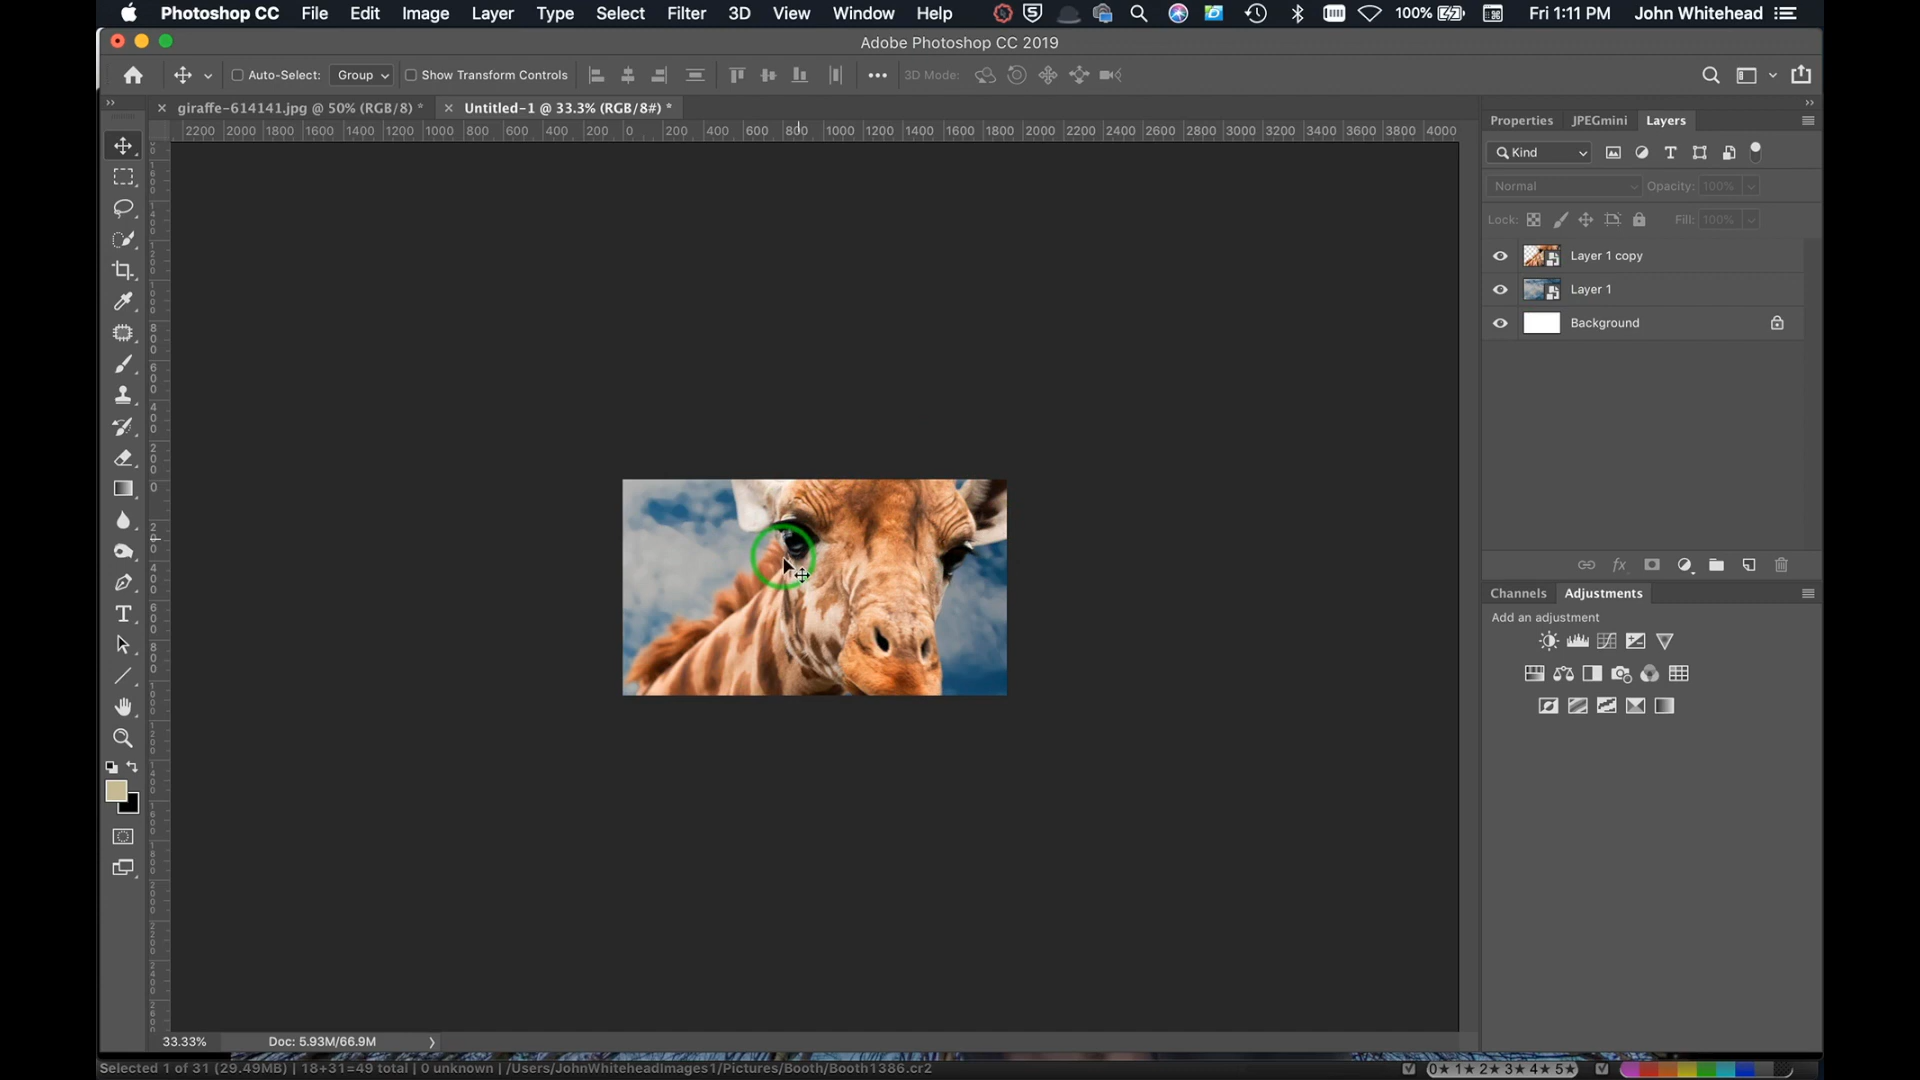 Photoshop CC File Edit Image Layer Type Select Filter 3D View Window Help 100% Fri 1:11 PM John Whitehead
Adobe Photoshop CC 2019
Auto-Select: Group Show Transform Controls 3D Mode:
giraffe-614141.jpg @ 50% (RGB/8) * Untitled-1 @ 33.3% (RGB/8#) *
2200 2000 1800 1600 1400 1200 1000 800 600 400 200 0 200 400 600 800 1000 1200 1400 1600 1800 2000 2200 2400 2600 2800 3000 3200 3400 3600 3800 4000
Properties JPEGmini Layers
Kind
Normal Opacity: 100%
Lock: Fill: 100%
Layer 1 copy
Layer 1
Background
Channels Adjustments
Add an adjustment
33.33% Doc: 5.93M/66.9M
Selected 1 of 31 (29.49MB) | 18+31=49 total | 0 unknown | /Users/JohnWhiteheadImages1/Pictures/Booth/Booth1386.cr2 0★ 1★ 2★ 3★ 4★ 5★